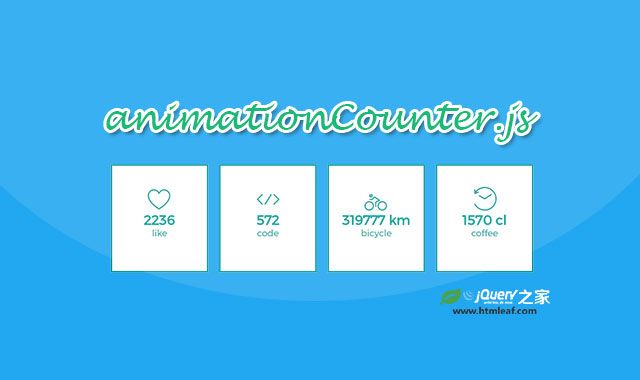 animationCounter.js
2236
like
572
code
319777 km
bicycle
1570 cl
coffee
jQuery之家
www.htmleaf.com